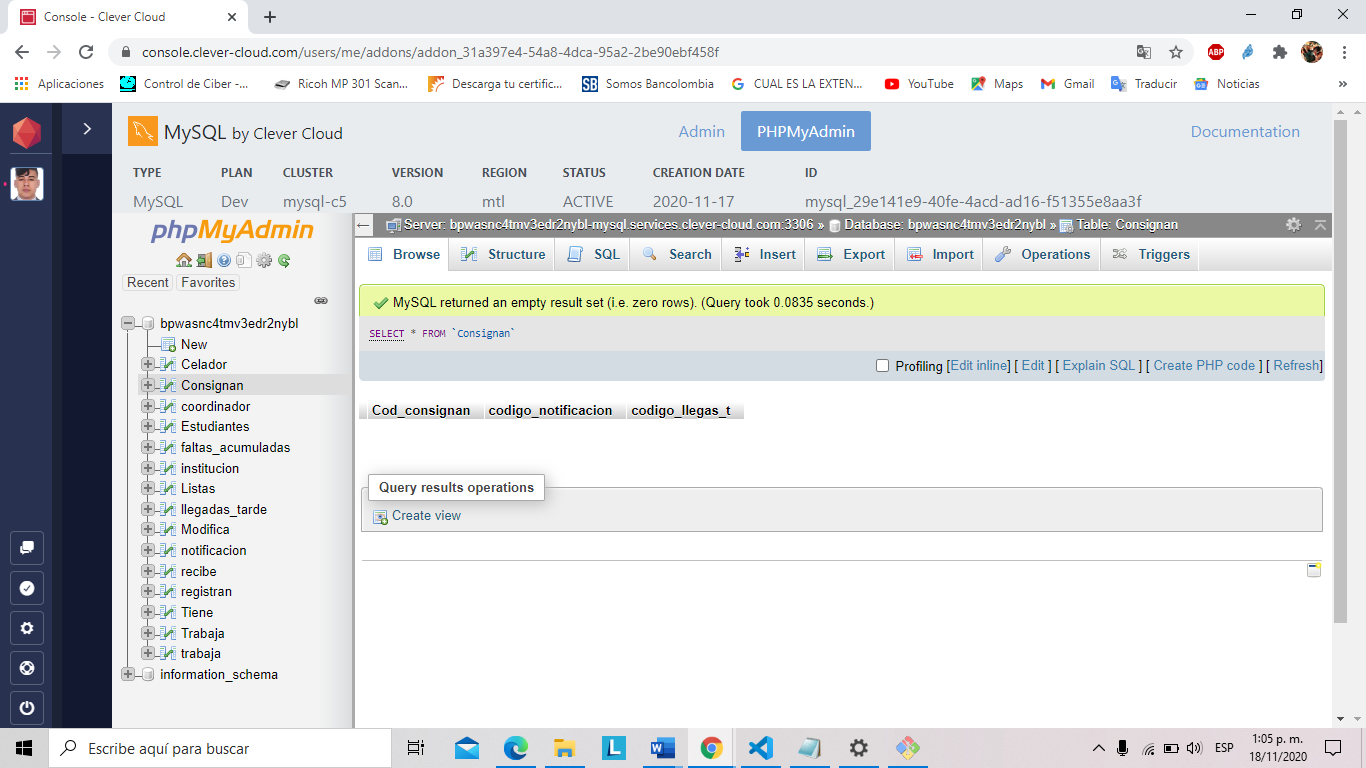 Console - Clever Cloud
console.clever-cloud.com/users/me/addons/addon_31a397e4-54a8-4dca-95a2-2be90ebf458f
ABP
Aplicaciones Control de Ciber -... Ricoh MP 301 Scan... Descarga tu certific... SB Somos Bancolombia CUAL ES LA EXTEN... YouTube Maps Gmail Traducir Noticias »
MySQL by Clever Cloud Admin PHPMyAdmin Documentation
TYPE PLAN CLUSTER VERSION REGION STATUS CREATION DATE ID
MySQL Dev mysql-c5 8.0 mtl ACTIVE 2020-11-17 mysql_29e141e9-40fe-4acd-ad16-f51355e8aa3f
phpMyAdmin
Recent Favorites
bpwasnc4tmv3edr2nybl
New
Celador
Consignan
coordinador
Estudiantes
faltas_acumuladas
institucion
Listas
llegadas_tarde
Modifica
notificacion
recibe
registran
Tiene
Trabaja
trabaja
information_schema
Server: bpwasnc4tmv3edr2nybl-mysql.services.clever-cloud.com:3306 » Database: bpwasnc4tmv3edr2nybl » Table: Consignan
Browse Structure SQL Search Insert Export Import Operations Triggers
MySQL returned an empty result set (i.e. zero rows). (Query took 0.0835 seconds.)
SELECT * FROM `Consignan`
Profiling [Edit inline] [ Edit ] [ Explain SQL ] [ Create PHP code ] [ Refresh]
Cod_consignan codigo_notificacion codigo_llegas_t
Query results operations
Create view
Escribe aquí para buscar
L
ESP
1:05 p. m.
18/11/2020